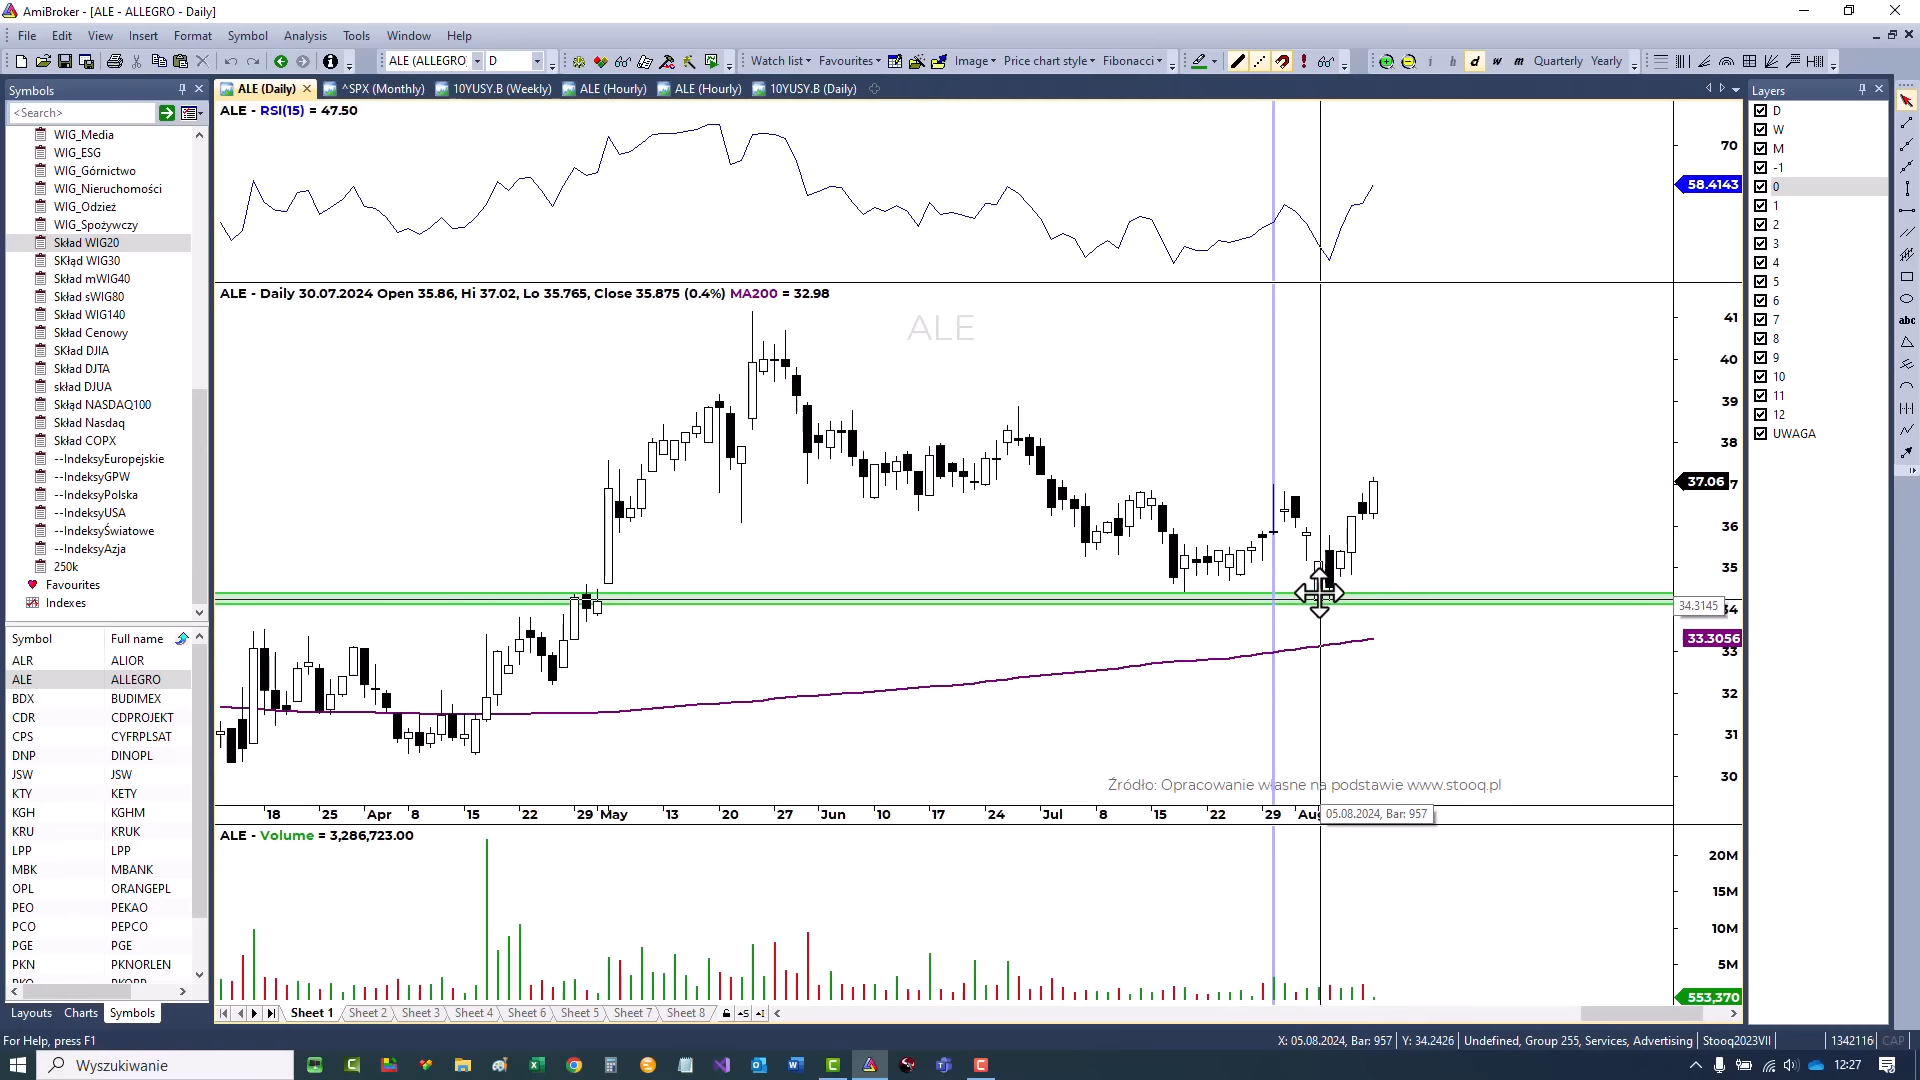 AmiBroker - [ALE - ALLEGRO - Daily]
File Edit View Insert Format Symbol Analysis Tools Window Help
ALE (ALLEGRO) D Watch list Favourites Image Price chart style Fibonacci i h d w m Quarterly Yearly
Symbols
<Search>
WIG_Media
WIG_ESG
WIG_Górnictwo
WIG_Nieruchomości
WIG_Odzież
WIG_Spożywczy
Skład WIG20
SKłąd WIG30
Skład mWIG40
Skład sWIG80
Skład WIG140
Skład Cenowy
SKład DJIA
SKład DJTA
skład DJUA
Skłąd NASDAQ100
Skład Nasdaq
Skład COPX
--IndeksyEuropejskie
--IndeksyGPW
--IndeksyPolska
--IndeksyUSA
--IndeksyŚwiatowe
--IndeksyAzja
250k
Favourites
Indexes
Symbol Full name
ALR ALIOR
ALE ALLEGRO
BDX BUDIMEX
CDR CDPROJEKT
CPS CYFRPLSAT
DNP DINOPL
JSW JSW
KTY KETY
KGH KGHM
KRU KRUK
LPP LPP
MBK MBANK
OPL ORANGEPL
PEO PEKAO
PCO PEPCO
PGE PGE
PKN PKNORLEN
Layouts Charts Symbols
ALE (Daily) ^SPX (Monthly) 10YUSY.B (Weekly) ALE (Hourly) ALE (Hourly) 10YUSY.B (Daily)
ALE - RSI(15) = 47.50
70
58.4143
ALE - Daily 30.07.2024 Open 35.86, Hi 37.02, Lo 35.765, Close 35.875 (0.4%) MA200 = 32.98
ALE
41
40
39
38
37.06 7
36
35
34.3145
33.3056
33
32
31
30
Źródło: Opracowanie własne na podstawie www.stooq.pl
18 25 Apr 8 15 22 29 May 13 20 27 Jun 10 17 24 Jul 8 15 22 29 Aug
05.08.2024, Bar: 957
ALE - Volume = 3,286,723.00
20M
15M
10M
5M
553,370
Sheet 1 Sheet 2 Sheet 3 Sheet 4 Sheet 6 Sheet 5 Sheet 7 Sheet 8
Layers
D
W
M
-1
0
1
2
3
4
5
6
7
8
9
10
11
12
UWAGA
abc
For Help, press F1
X: 05.08.2024, Bar: 957 Y: 34.2426 Undefined, Group 255, Services, Advertising Stooq2023VII 1342116 CAP
Wyszukiwanie
12:27